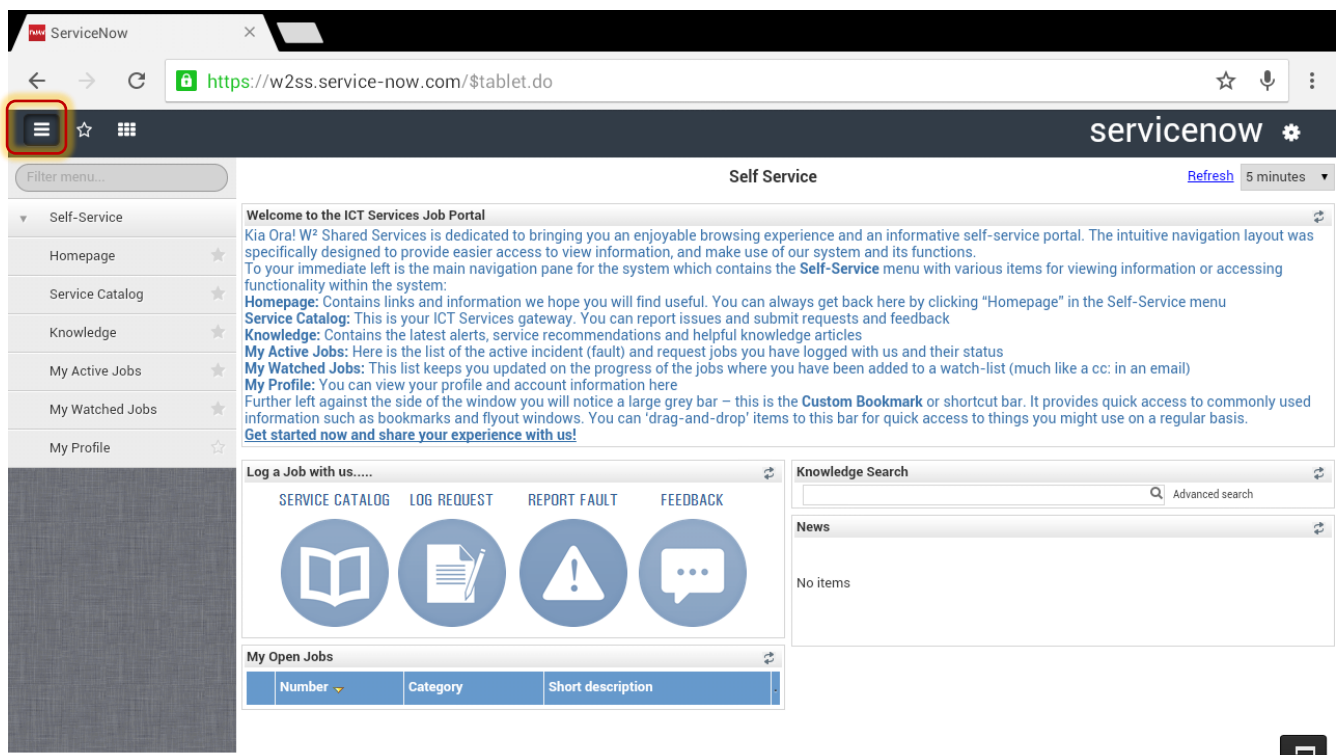 ServiceNow
https://w2ss.service-now.com/$tablet.do
servicenow
Filter menu...
Self Service
Refresh
5 minutes
Self-Service
Homepage
Service Catalog
Knowledge
My Active Jobs
My Watched Jobs
My Profile
Welcome to the ICT Services Job Portal
Kia Ora! W² Shared Services is dedicated to bringing you an enjoyable browsing experience and an informative self-service portal. The intuitive navigation layout was
specifically designed to provide easier access to view information, and make use of our system and its functions.
To your immediate left is the main navigation pane for the system which contains the Self-Service menu with various items for viewing information or accessing
functionality within the system:
Homepage: Contains links and information we hope you will find useful. You can always get back here by clicking “Homepage” in the Self-Service menu
Service Catalog: This is your ICT Services gateway. You can report issues and submit requests and feedback
Knowledge: Contains the latest alerts, service recommendations and helpful knowledge articles
My Active Jobs: Here is the list of the active incident (fault) and request jobs you have logged with us and their status
My Watched Jobs: This list keeps you updated on the progress of the jobs where you have been added to a watch-list (much like a cc: in an email)
My Profile: You can view your profile and account information here
Further left against the side of the window you will notice a large grey bar – this is the Custom Bookmark or shortcut bar. It provides quick access to commonly used
information such as bookmarks and flyout windows. You can ‘drag-and-drop’ items to this bar for quick access to things you might use on a regular basis.
Get started now and share your experience with us!
Log a Job with us.....
SERVICE CATALOG
LOG REQUEST
REPORT FAULT
FEEDBACK
Knowledge Search
Advanced search
News
No items
My Open Jobs
Number
Category
Short description